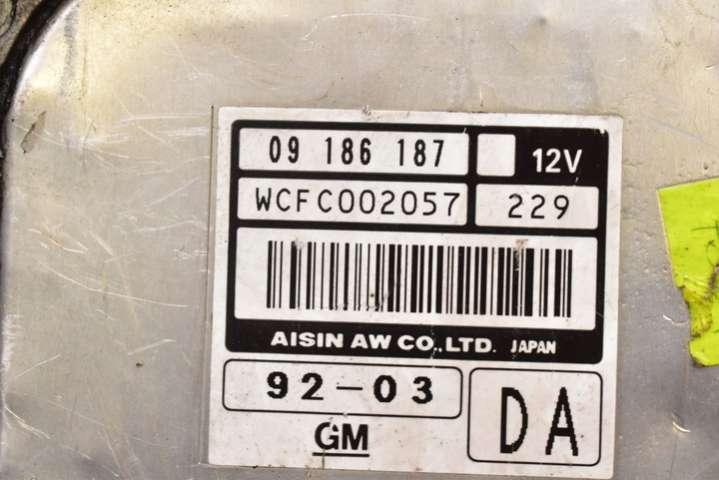 09 186 187 12V
WCFC002057 229
AISIN AW CO.,LTD. JAPAN
92-03
GM
DA